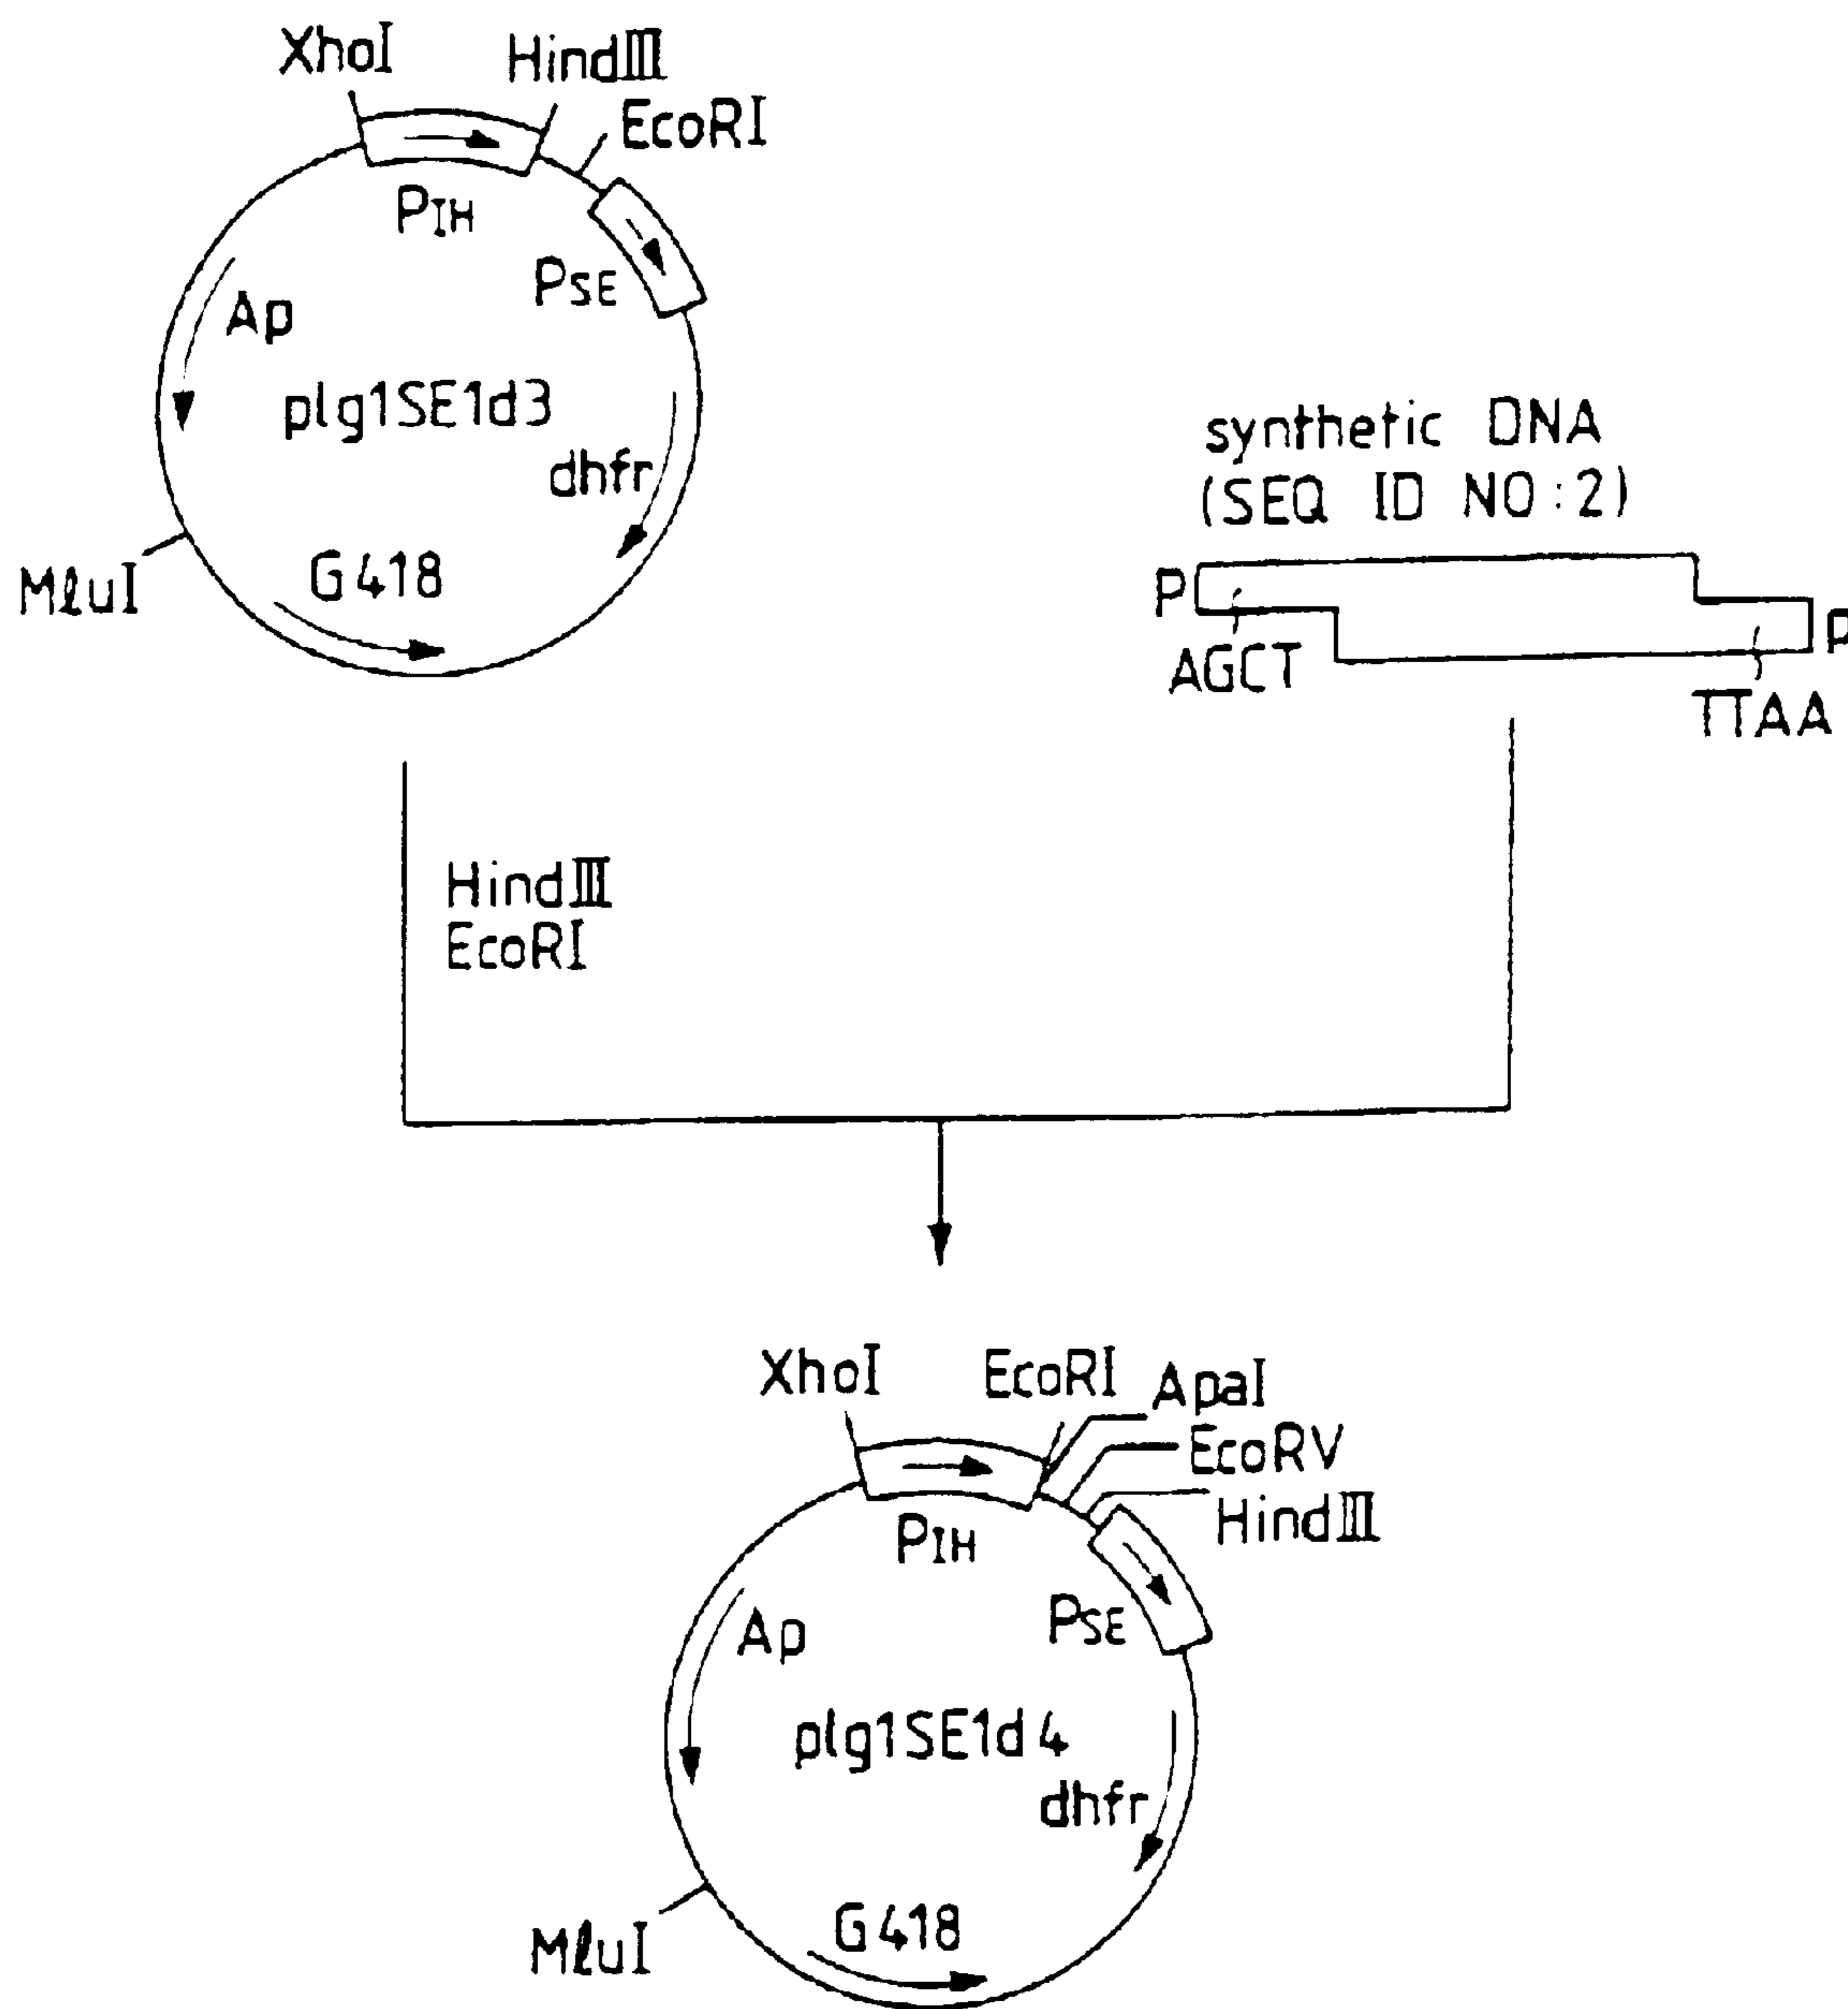 XhoI
HindIII
EcoRI
PIH
PSE
Ap
pIg1SE1d3
dhfr
G418
MluI
synthetic DNA
(SEQ ID NO:2)
P
P
AGCT
TTAA
HindIII
EcoRI
XhoI
EcoRI
ApaI
EcoRV
HindIII
PIH
PSE
Ap
pIg1SE1d4
dhfr
G418
MluI